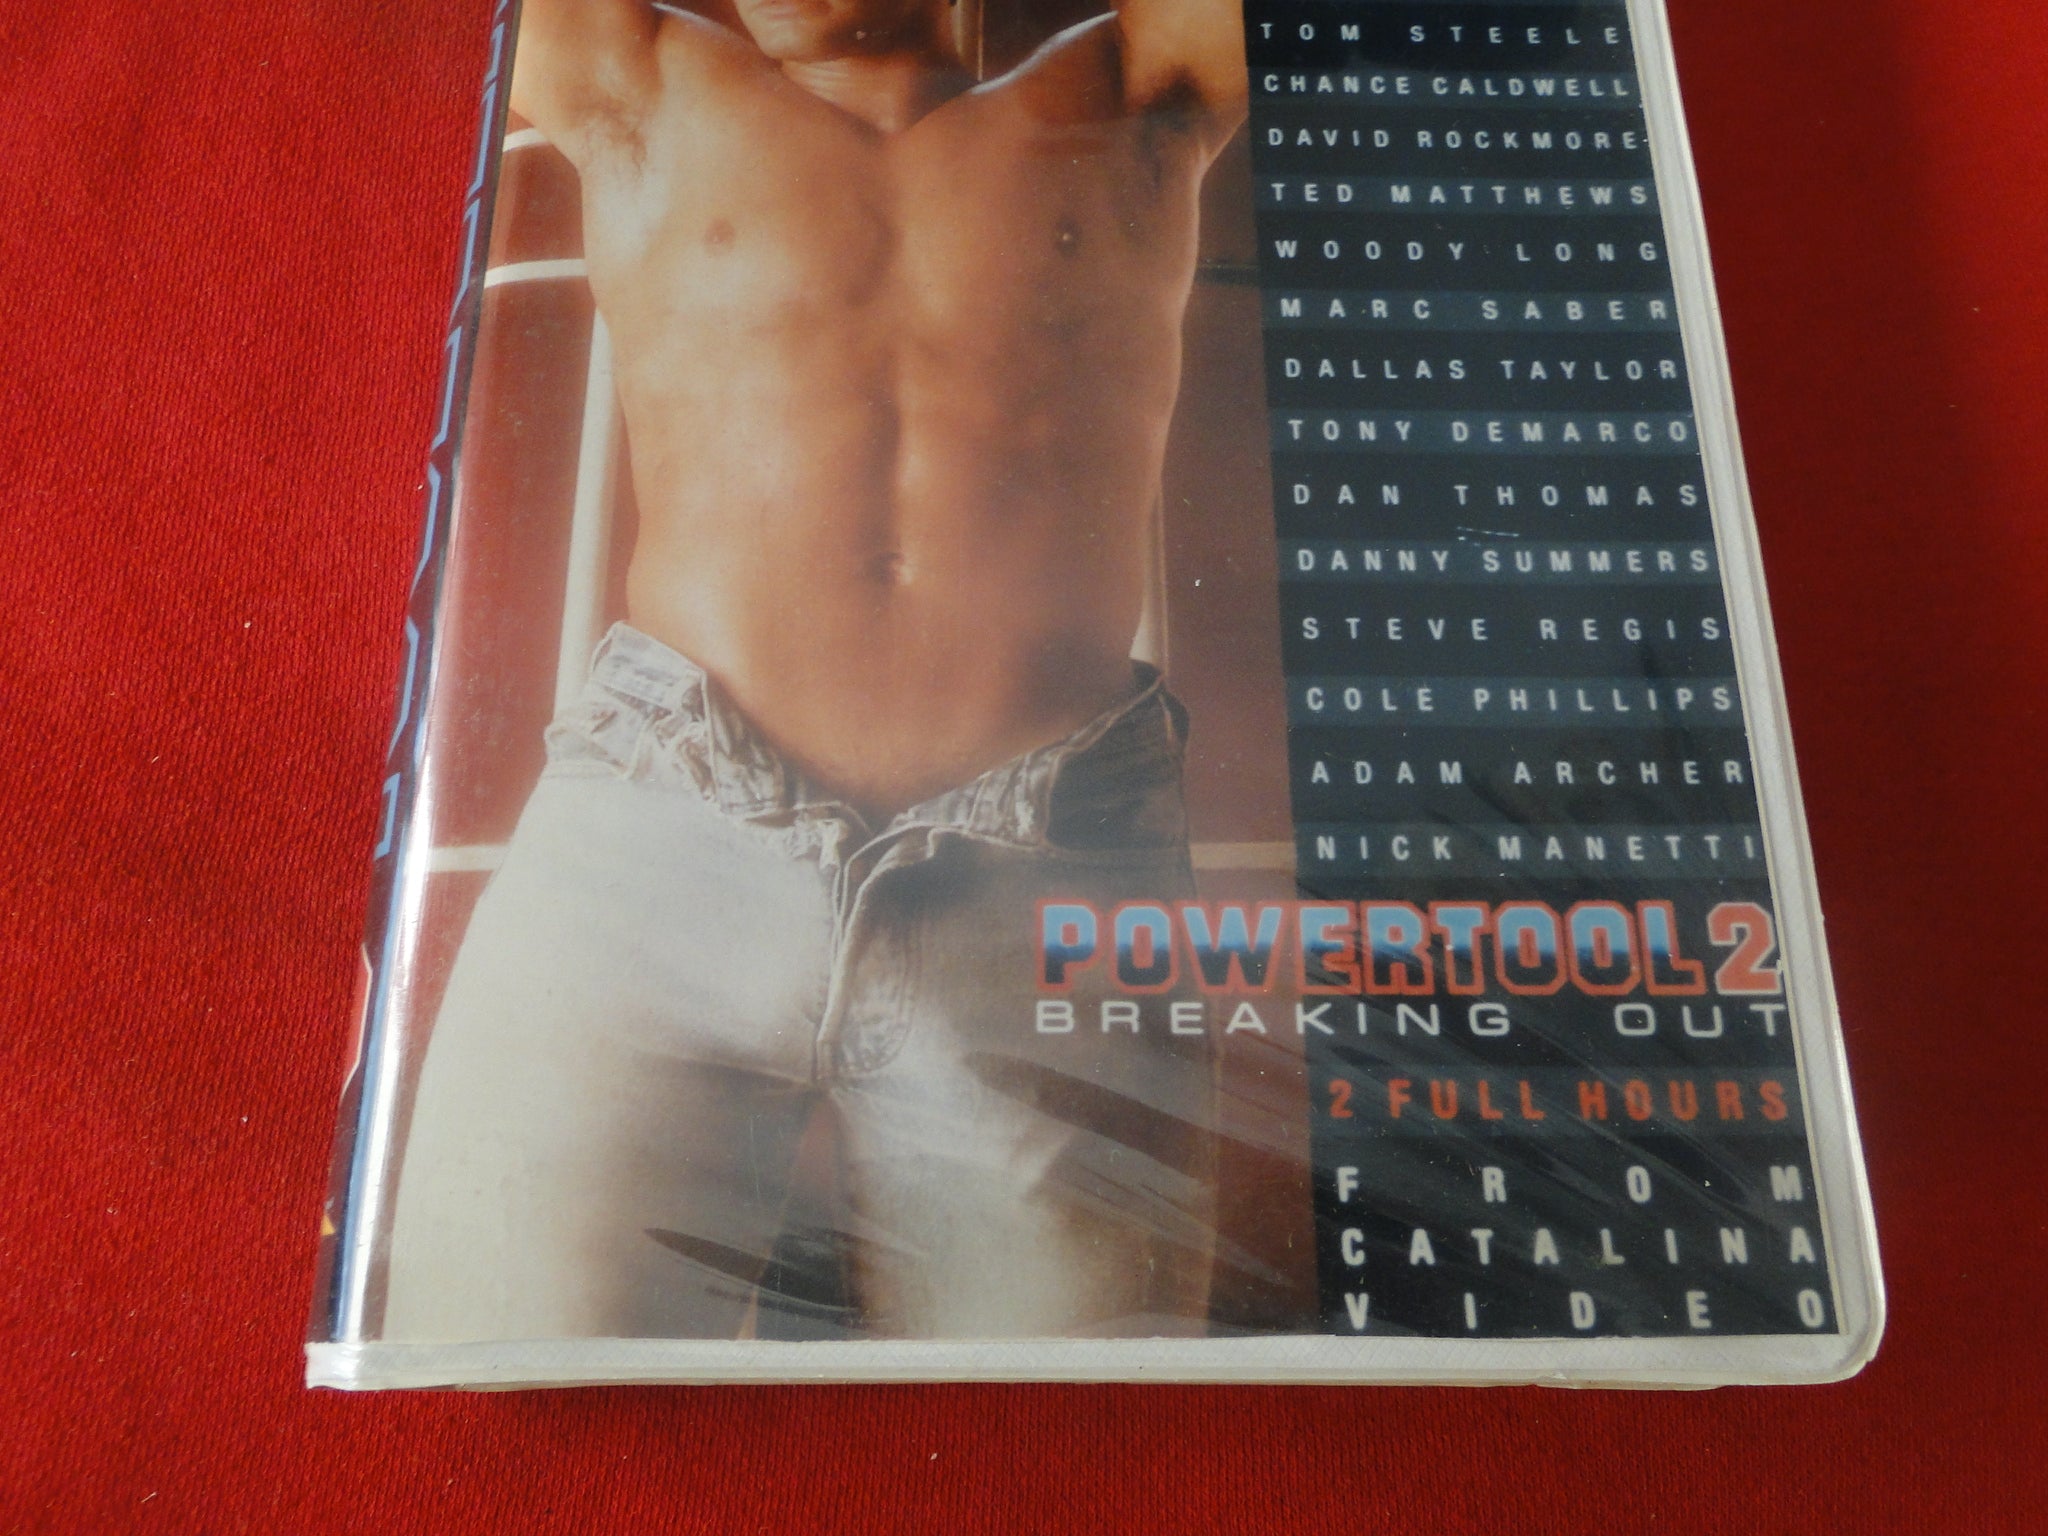 TOM STEELE
CHANCE CALDWELL
DAVID ROCKMORE
TED MATTHEWS
WOODY LONG
MARC SABER
DALLAS TAYLOR
TONY DEMARCO
DAN THOMAS
DANNY SUMMERS
STEVE REGIS
COLE PHILLIPS
ADAM ARCHER
NICK MANETTI
POWERTOOL 2
BREAKING OUT
2 FULL HOURS
FROM
CATALINA
VIDEO